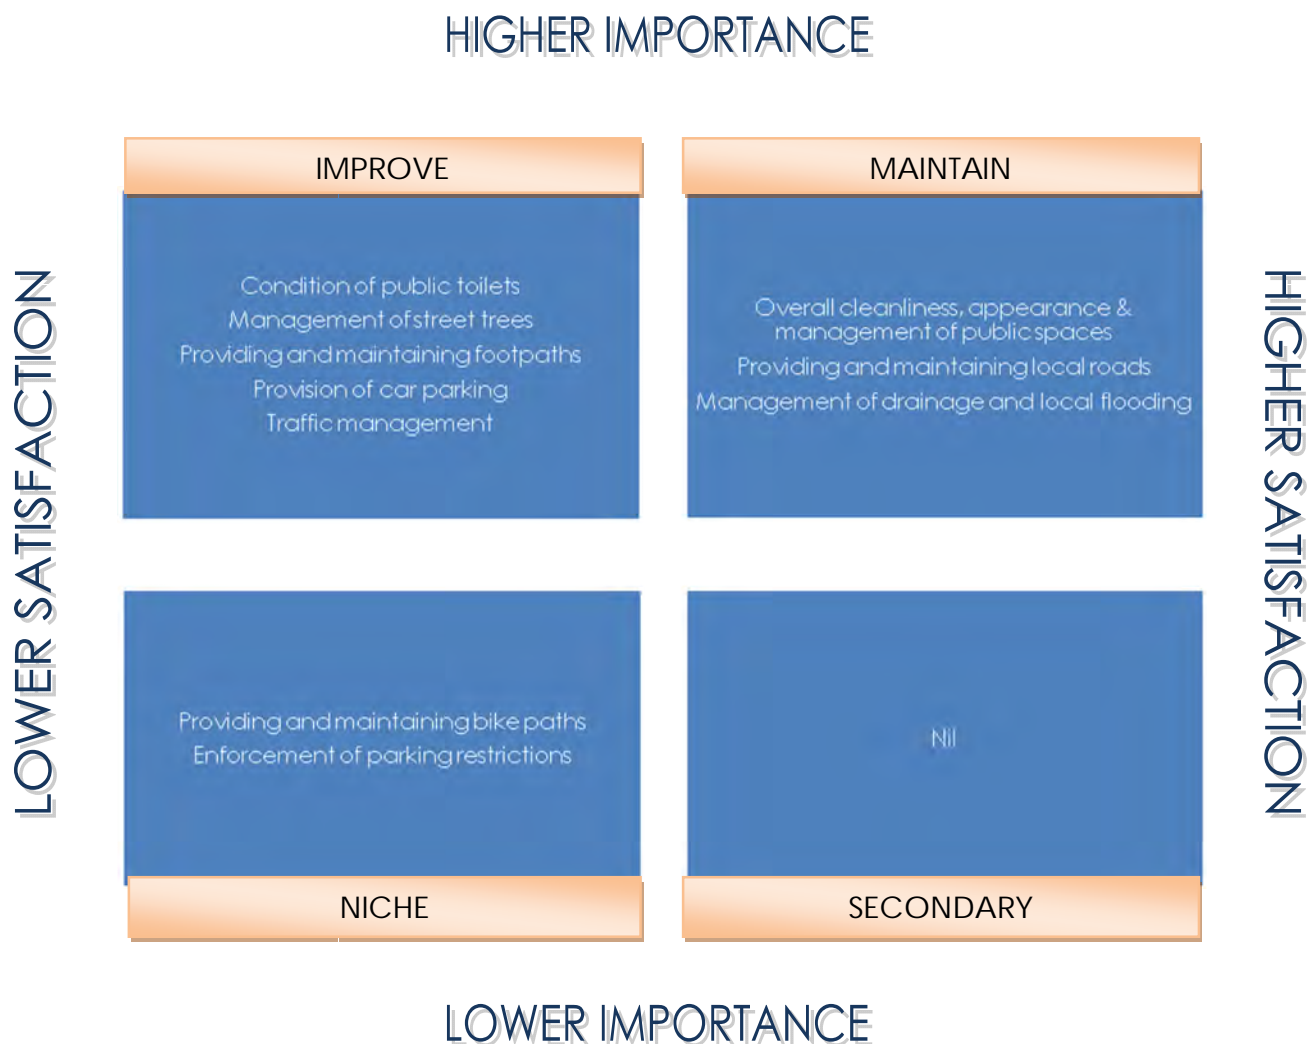 HIGHER IMPORTANCE
IMPROVE
Condition of public toilets
Management of street trees
Providing and maintaining footpaths
Provision of car parking
Traffic management
MAINTAIN
Overall cleanliness, appearance &
management of public spaces
Providing and maintaining local roads
Management of drainage and local flooding
LOWER SATISFACTION
HIGHER SATISFACTION
Providing and maintaining bike paths
Enforcement of parking restrictions
NICHE
Nil
SECONDARY
LOWER IMPORTANCE